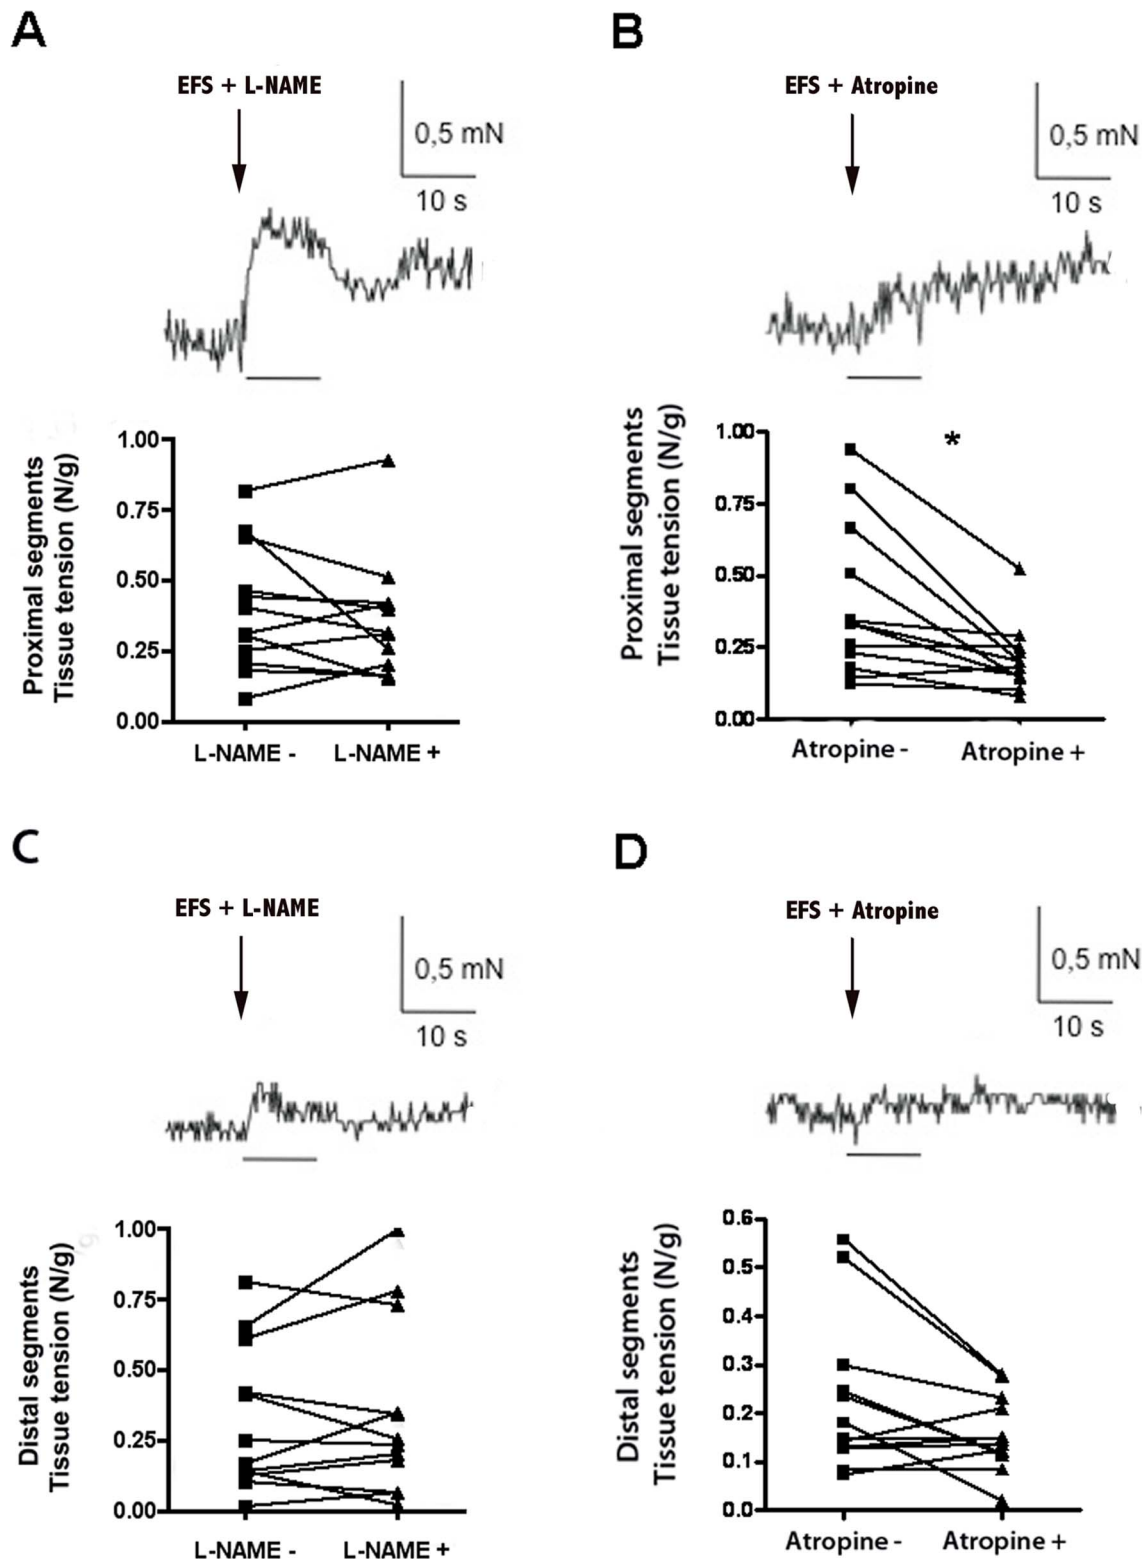 A
EFS + L-NAME
0,5 mN
10 s
Proximal segments
Tissue tension (N/g)
1.00
0.75
0.50
0.25
0.00
L-NAME -
L-NAME +
B
EFS + Atropine
0,5 mN
10 s
Proximal segments
Tissue tension (N/g)
*
1.00
0.75
0.50
0.25
0.00
Atropine -
Atropine +
C
EFS + L-NAME
0,5 mN
10 s
Distal segments
Tissue tension (N/g)
1.00
0.75
0.50
0.25
0.00
L-NAME -
L-NAME +
D
EFS + Atropine
0,5 mN
10 s
Distal segments
Tissue tension (N/g)
0.6
0.5
0.4
0.3
0.2
0.1
0.0
Atropine -
Atropine +